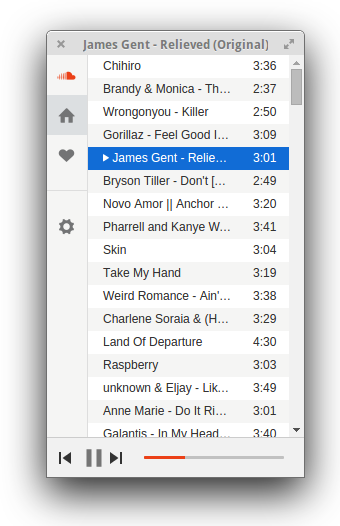 James Gent - Relieved (Original)
Chihiro 3:36
Brandy & Monica - Th... 2:37
Wrongonyou - Killer 2:50
Gorillaz - Feel Good I... 3:09
James Gent - Relie... 3:01
Bryson Tiller - Don't [... 2:49
Novo Amor || Anchor ... 3:20
Pharrell and Kanye W... 3:41
Skin 3:04
Take My Hand 3:19
Weird Romance - Ain'... 3:38
Charlene Soraia & (H... 3:29
Land Of Departure 4:30
Raspberry 3:03
unknown & Eljay - Lik... 3:49
Anne Marie - Do It Ri... 3:01
Galantis - In My Head... 3:40